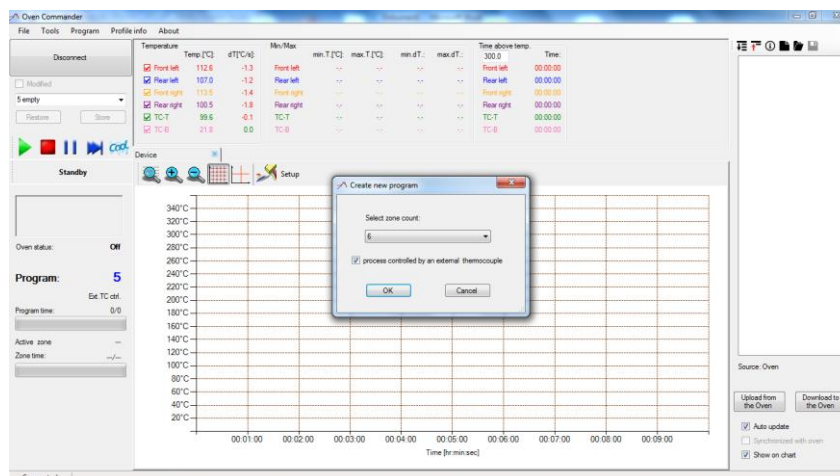 Oven Commander
File Tools Program Profile info About
Disconnect
Modified
5 empty
Restore Store
cool
Standby
Oven status: Off
Program: 5
Ext. TC ctrl.
Program time: 0/0
Active zone --
Zone time: --/--
Temperature Temp.[°C]: dT[°C/s]:
Front left 112.6 -1.3
Rear left 107.0 -1.2
Front right 113.5 -1.4
Rear right 100.5 -1.8
TC-T 99.6 -0.1
TC-B 21.8 0.0
Min/Max min.T.[°C]: max.T.[°C]: min.dT.: max.dT.:
Front left -.- -.- -.- -.-
Rear left -.- -.- -.- -.-
Front right -.- -.- -.- -.-
Rear right -.- -.- -.- -.-
TC-T -.- -.- -.- -.-
TC-B -.- -.- -.- -.-
Time above temp.
300.0 Time:
Front left 00:00:00
Rear left 00:00:00
Front right 00:00:00
Rear right 00:00:00
TC-T 00:00:00
TC-B 00:00:00
Device
Setup
Create new program
Select zone count:
6
process controlled by an external thermocouple
OK Cancel
340°C
320°C
300°C
280°C
260°C
240°C
220°C
200°C
180°C
160°C
140°C
120°C
100°C
80°C
60°C
40°C
20°C
00:01:00 00:02:00 00:03:00 00:04:00 00:05:00 00:06:00 00:07:00 00:08:00 00:09:00
Time [hr:min:sec]
Source: Oven
Upload from
the Oven
Download to
the Oven
Auto update
Synchronized with oven
Show on chart